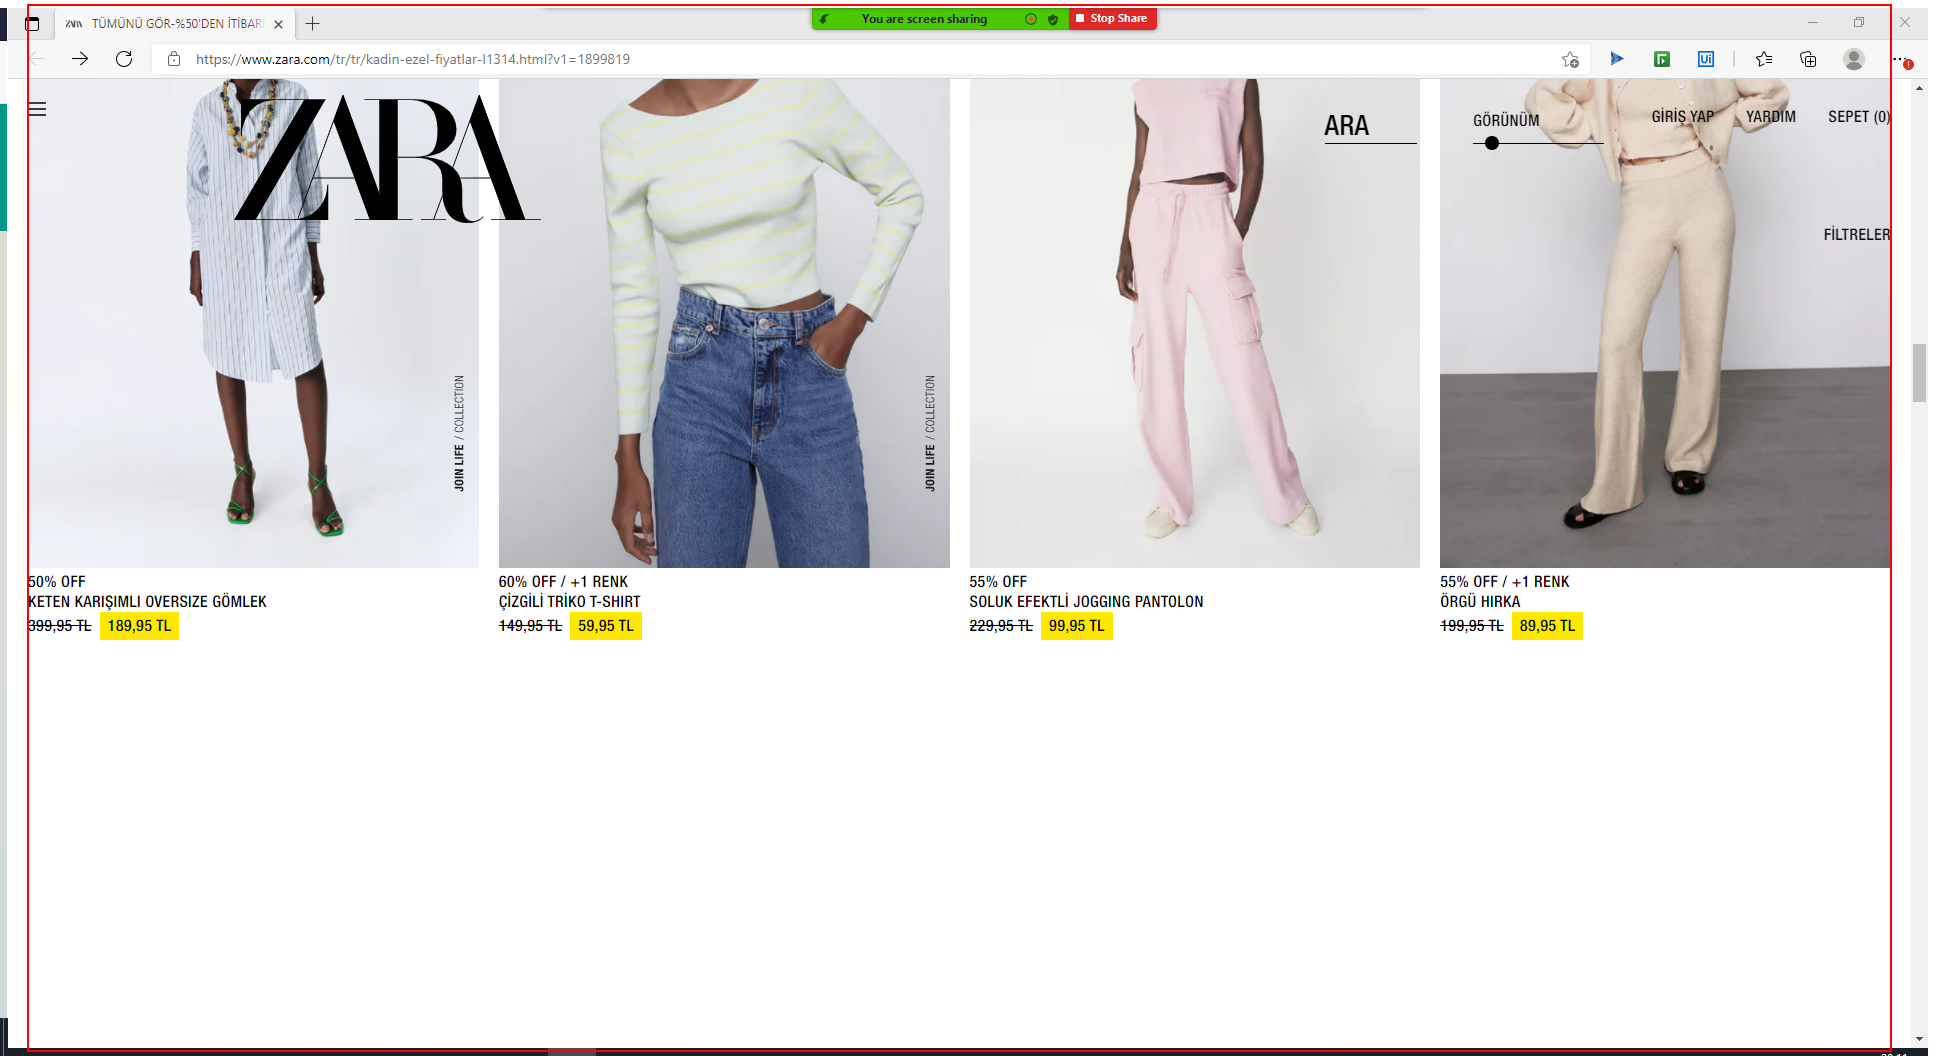 ZARA TÜMÜNÜ GÖR-%50'DEN İTİBAR
You are screen sharing
Stop Share
https://www.zara.com/tr/tr/kadin-ezel-fiyatlar-l1314.html?v1=1899819
Ui
ZARA
ARA
GÖRÜNÜM
GİRİŞ YAP
YARDIM
SEPET (0)
FİLTRELER
JOIN LIFE / COLLECTION
JOIN LIFE / COLLECTION
50% OFF
KETEN KARIŞIMLI OVERSIZE GÖMLEK
399,95 TL 189,95 TL
60% OFF / +1 RENK
ÇİZGİLİ TRİKO T-SHIRT
149,95 TL 59,95 TL
55% OFF
SOLUK EFEKTLİ JOGGING PANTOLON
229,95 TL 99,95 TL
55% OFF / +1 RENK
ÖRGÜ HIRKA
199,95 TL 89,95 TL